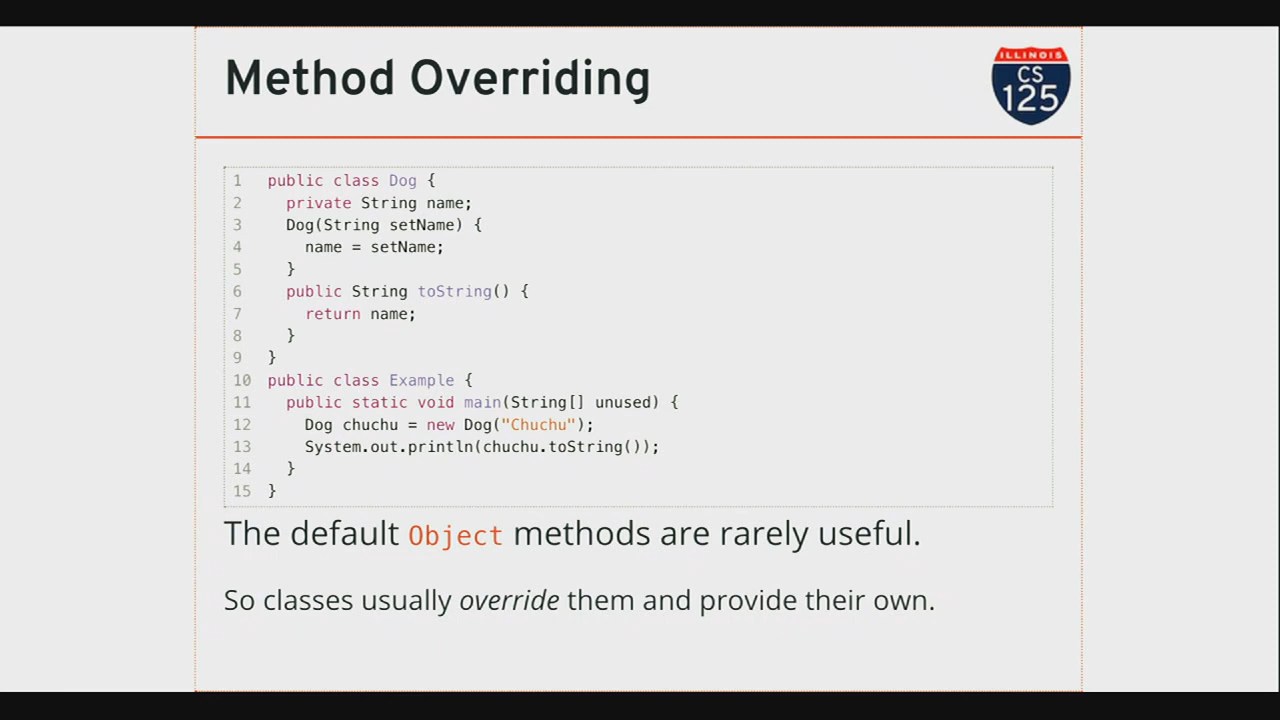 Method Overriding
ILLINOIS
CS
125
1 public class Dog {
2   private String name;
3   Dog(String setName) {
4     name = setName;
5   }
6   public String toString() {
7     return name;
8   }
9 }
10 public class Example {
11   public static void main(String[] unused) {
12     Dog chuchu = new Dog("Chuchu");
13     System.out.println(chuchu.toString());
14   }
15 }
The default Object methods are rarely useful.
So classes usually override them and provide their own.